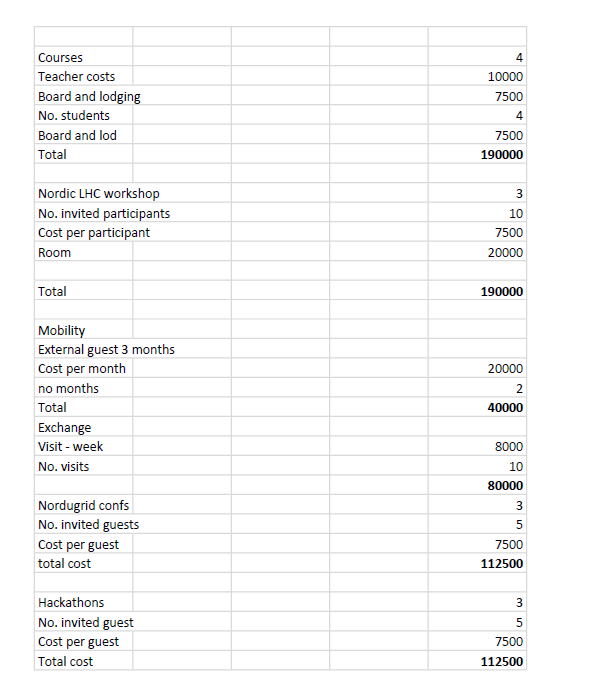 Courses 4
Teacher costs 10000
Board and lodging 7500
No. students 4
Board and lod 7500
Total 190000
Nordic LHC workshop 3
No. invited participants 10
Cost per participant 7500
Room 20000
Total 190000
Mobility
External guest 3 months
Cost per month 20000
no months 2
Total 40000
Exchange
Visit - week 8000
No. visits 10
80000
Nordugrid confs 3
No. invited guests 5
Cost per guest 7500
total cost 112500
Hackathons 3
No. invited guest 5
Cost per guest 7500
Total cost 112500